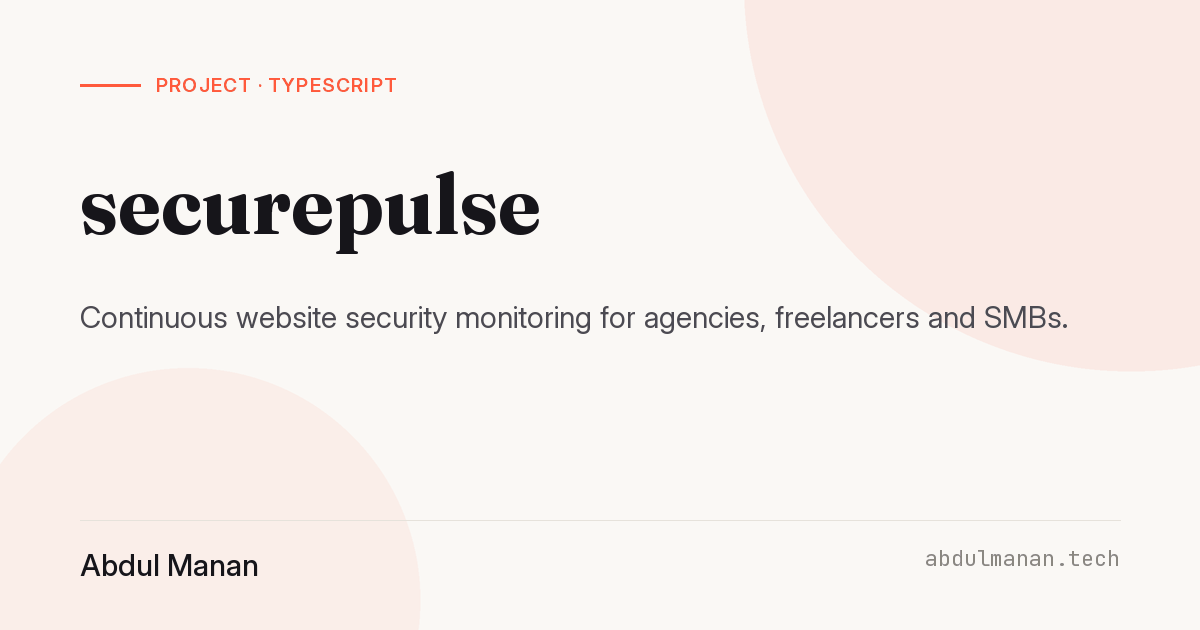 PROJECT · TYPESCRIPT
securepulse
Continuous website security monitoring for agencies, freelancers and SMBs.
Abdul Manan
abdulmanan.tech